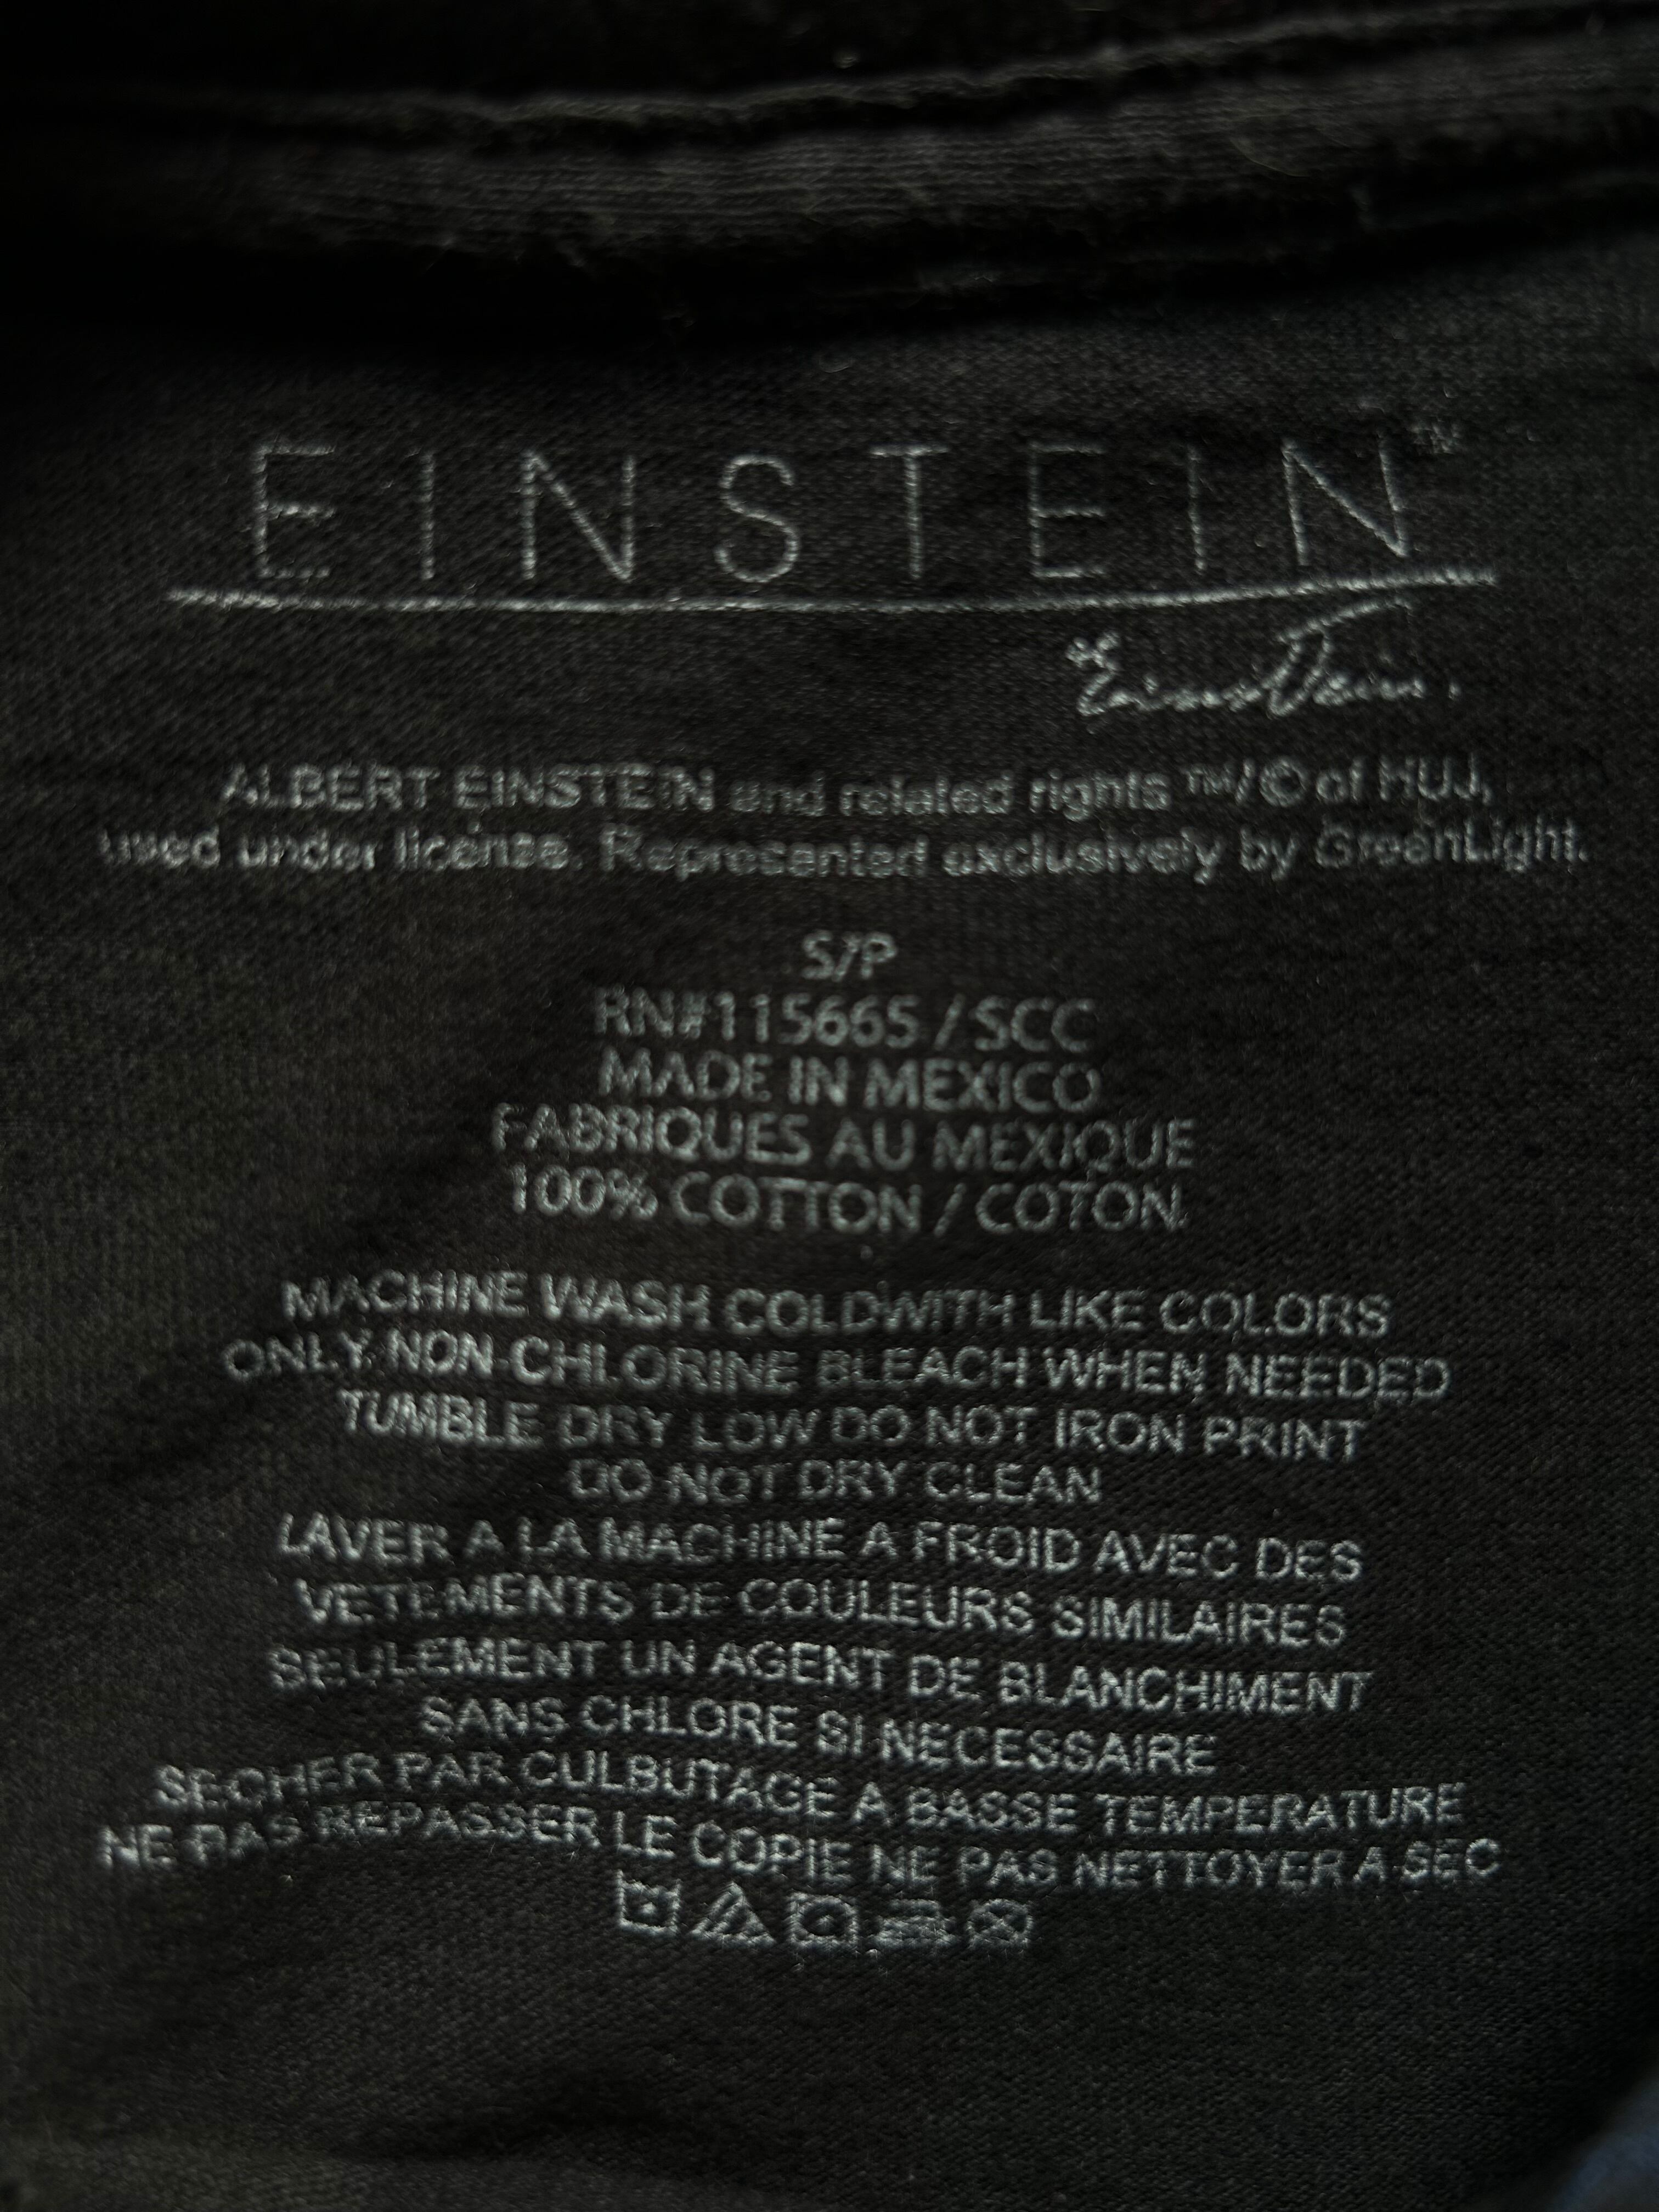 EINSTEIN™
Einstein.
ALBERT EINSTEIN and related rights ™/© of HUJ,
used under license. Represented exclusively by GreenLight.
S/P
RN#115665 / SCC
MADE IN MEXICO
FABRIQUES AU MEXIQUE
100% COTTON / COTON
MACHINE WASH COLDWITH LIKE COLORS
ONLY NON-CHLORINE BLEACH WHEN NEEDED
TUMBLE DRY LOW DO NOT IRON PRINT
DO NOT DRY CLEAN
LAVER A LA MACHINE A FROID AVEC DES
VETEMENTS DE COULEURS SIMILAIRES
SEULEMENT UN AGENT DE BLANCHIMENT
SANS CHLORE SI NECESSAIRE
SECHER PAR CULBUTAGE A BASSE TEMPERATURE
NE PAS REPASSER LE COPIE NE PAS NETTOYER A SEC